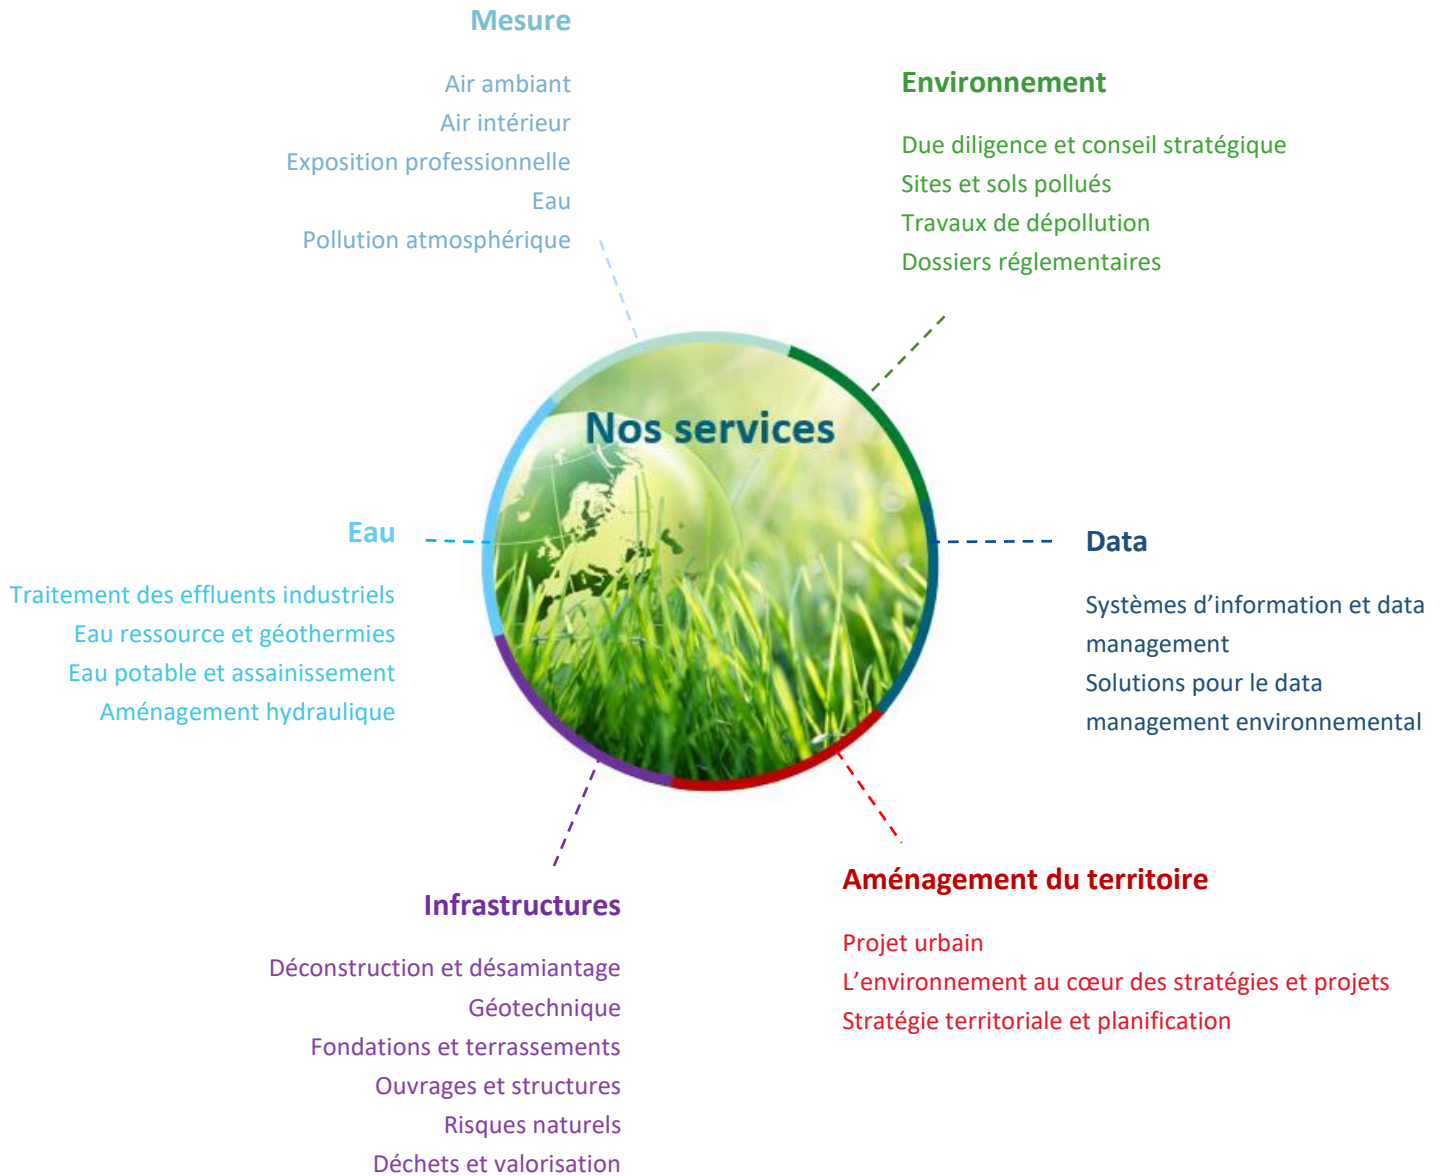 Mesure
Air ambiant
Air intérieur
Exposition professionnelle
Eau
Pollution atmosphérique
Environnement
Due diligence et conseil stratégique
Sites et sols pollués
Travaux de dépollution
Dossiers réglementaires
Nos services
Eau
Traitement des effluents industriels
Eau ressource et géothermies
Eau potable et assainissement
Aménagement hydraulique
Data
Systèmes d’information et data
management
Solutions pour le data
management environnemental
Infrastructures
Déconstruction et désamiantage
Géotechnique
Fondations et terrassements
Ouvrages et structures
Risques naturels
Déchets et valorisation
Aménagement du territoire
Projet urbain
L’environnement au cœur des stratégies et projets
Stratégie territoriale et planification